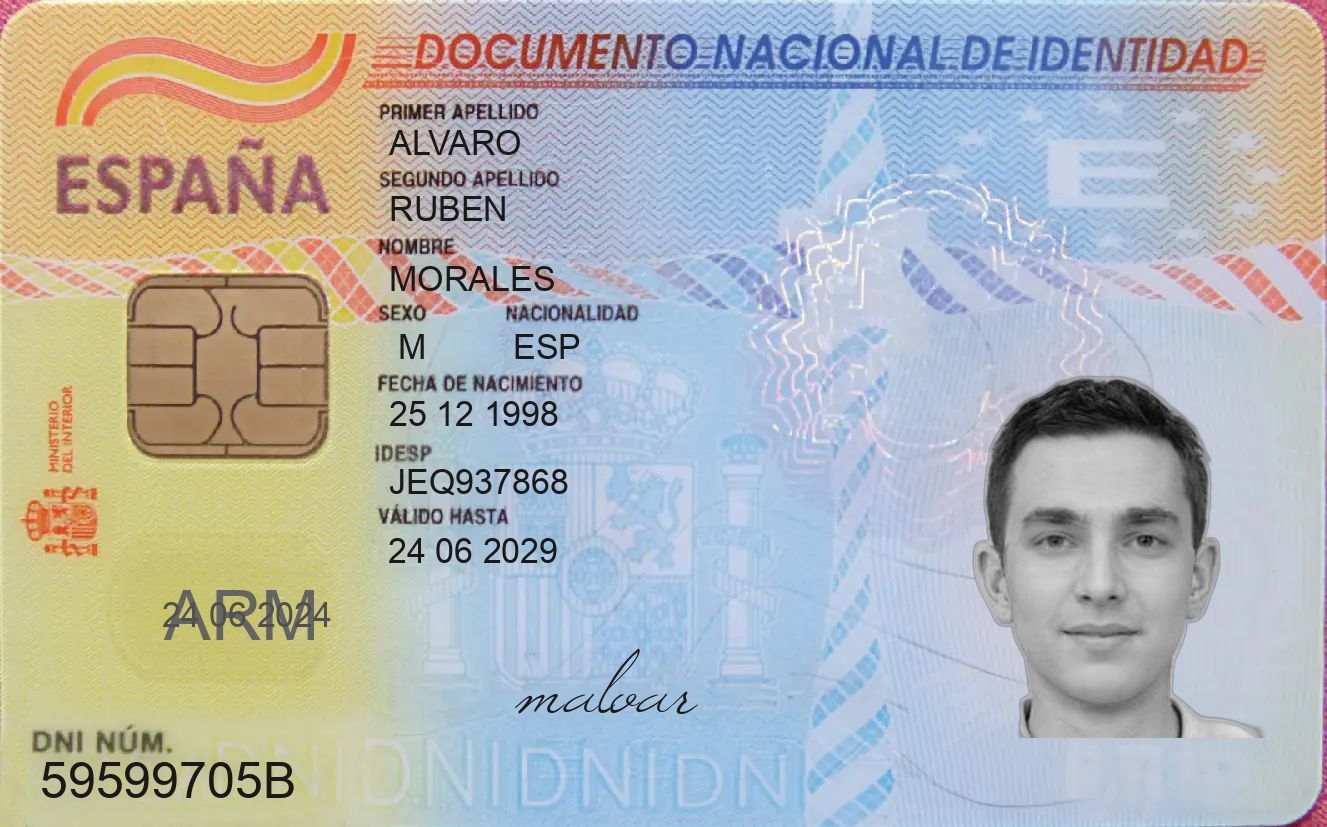 DOCUMENTO NACIONAL DE IDENTIDAD
ESPAÑA
PRIMER APELLIDO
ALVARO
SEGUNDO APELLIDO
RUBEN
NOMBRE
MORALES
SEXO NACIONALIDAD
M ESP
FECHA DE NACIMIENTO
25 12 1998
IDESP
JEQ937868
VÁLIDO HASTA
24 06 2029
MINISTERIO
DEL INTERIOR
E
24 06 2024
ARM
malvar
DNI NÚM.
59599705B
DNIDNIDNIDNI